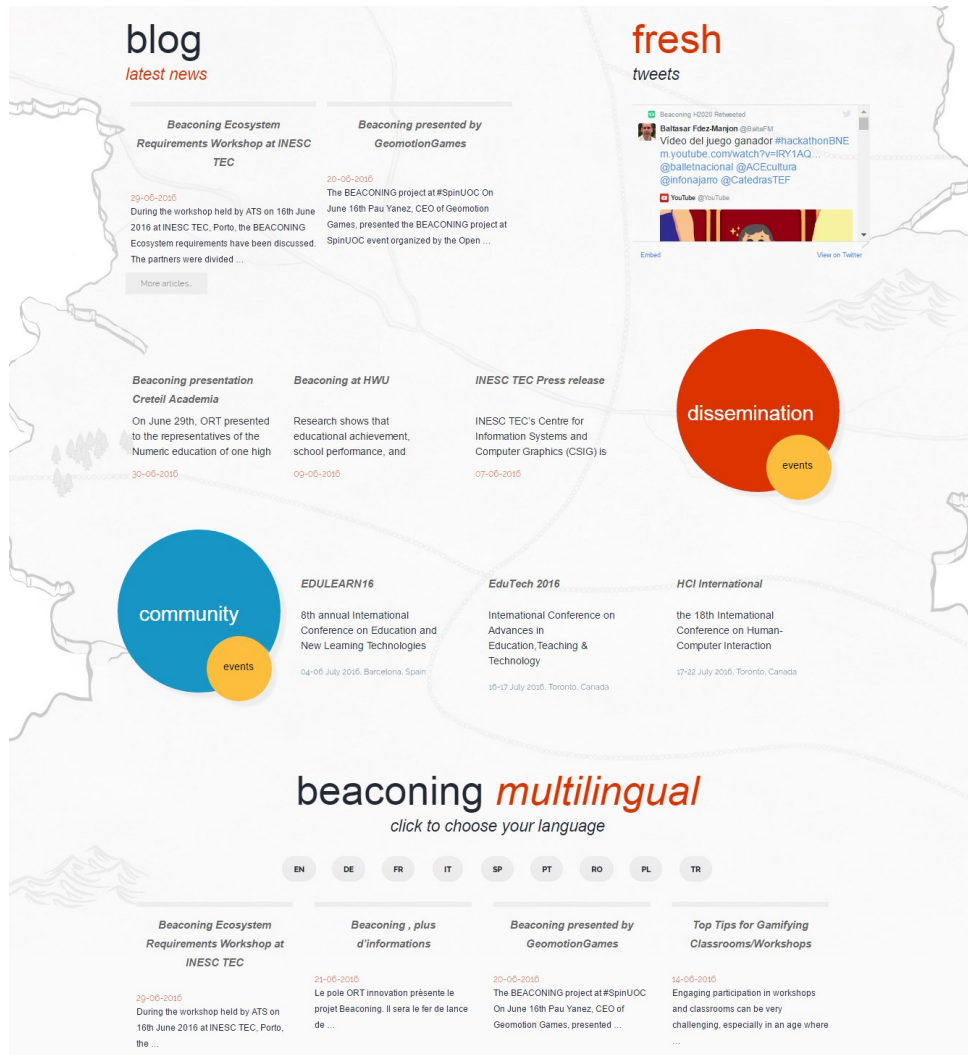 blog
latest news
fresh
tweets
Beaconing Ecosystem
Requirements Workshop at INESC
TEC
29-06-2016
During the workshop held by ATS on 16th June
2016 at INESC TEC, Porto, the BEACONING
Ecosystem requirements have been discussed.
The partners were divided …
More articles..
Beaconing presented by
GeomotionGames
20-06-2016
The BEACONING project at #SpinUOC On
June 16th Pau Yanez, CEO of Geomotion
Games, presented the BEACONING project at
SpinUOC event organized by the Open …
Beaconing H2020 Retweeted
Baltasar Fdez-Manjon @BaltaFM
Vídeo del juego ganador #hackathonBNE
m.youtube.com/watch?v=IRY1AQ…
@balletnacional @ACEcultura
@infonajarro @CatedrasTEF
YouTube @YouTube
Embed
View on Twitter
Beaconing presentation
Creteil Academia
On June 29th, ORT presented
to the representatives of the
Numeric education of one high
30-06-2016
Beaconing at HWU
Research shows that
educational achievement,
school performance, and
09-06-2016
INESC TEC Press release
INESC TEC's Centre for
Information Systems and
Computer Graphics (CSIG) is
07-06-2016
dissemination
events
community
events
EDULEARN16
8th annual International
Conference on Education and
New Learning Technologies
04-06 July 2016, Barcelona, Spain
EduTech 2016
International Conference on
Advances in
Education,Teaching &
Technology
16-17 July 2016, Toronto, Canada
HCI International
the 18th International
Conference on Human-
Computer Interaction
17-22 July 2016, Toronto, Canada
beaconing multilingual
click to choose your language
EN DE FR IT SP PT RO PL TR
Beaconing Ecosystem
Requirements Workshop at
INESC TEC
29-06-2016
During the workshop held by ATS on
16th June 2016 at INESC TEC, Porto,
the …
Beaconing , plus
d'informations
21-06-2016
Le pole ORT innovation présente le
projet Beaconing. Il sera le fer de lance
de …
Beaconing presented by
GeomotionGames
20-06-2016
The BEACONING project at #SpinUOC
On June 16th Pau Yanez, CEO of
Geomotion Games, presented …
Top Tips for Gamifying
Classrooms/Workshops
14-06-2016
Engaging participation in workshops
and classrooms can be very
challenging, especially in an age where
…